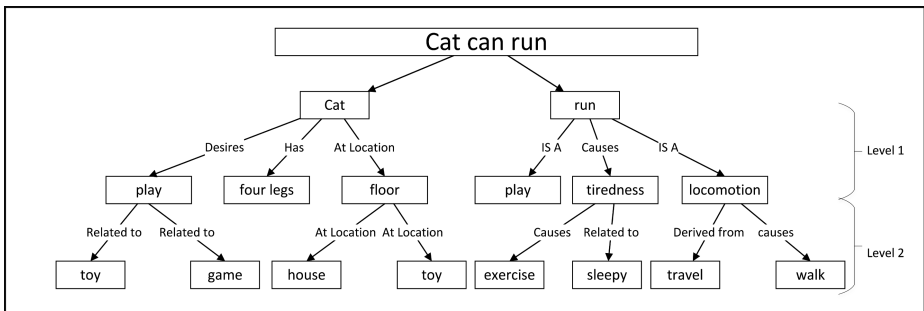 Cat can run
Cat
run
Level 1
Desires
Has
At Location
IS A
Causes
IS A
play
four legs
floor
play
tiredness
locomotion
Level 2
Related to
Related to
At Location
At Location
Causes
Related to
Derived from
causes
toy
game
house
toy
exercise
sleepy
travel
walk